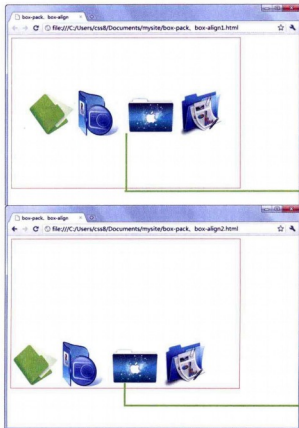 box-pack、box-align
file:///C:/Users/css8/Documents/mysite/box-pack、box-align1.html
box-pack、box-align
file:///C:/Users/css8/Documents/mysite/box-pack、box-align2.html